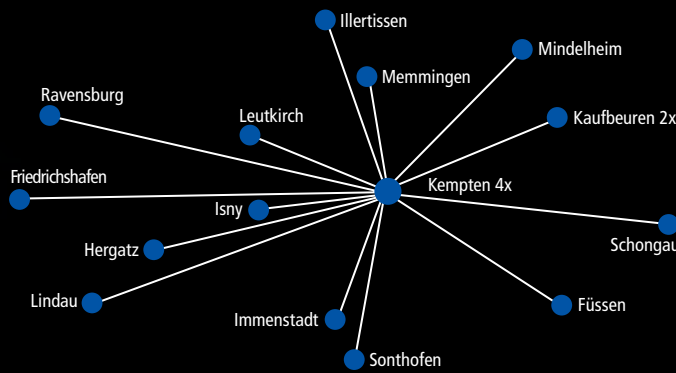 Illertissen
Mindelheim
Memmingen
Ravensburg
Leutkirch
Kaufbeuren 2x
Friedrichshafen
Kempten 4x
Isny
Hergatz
Schongau
Lindau
Immenstadt
Füssen
Sonthofen